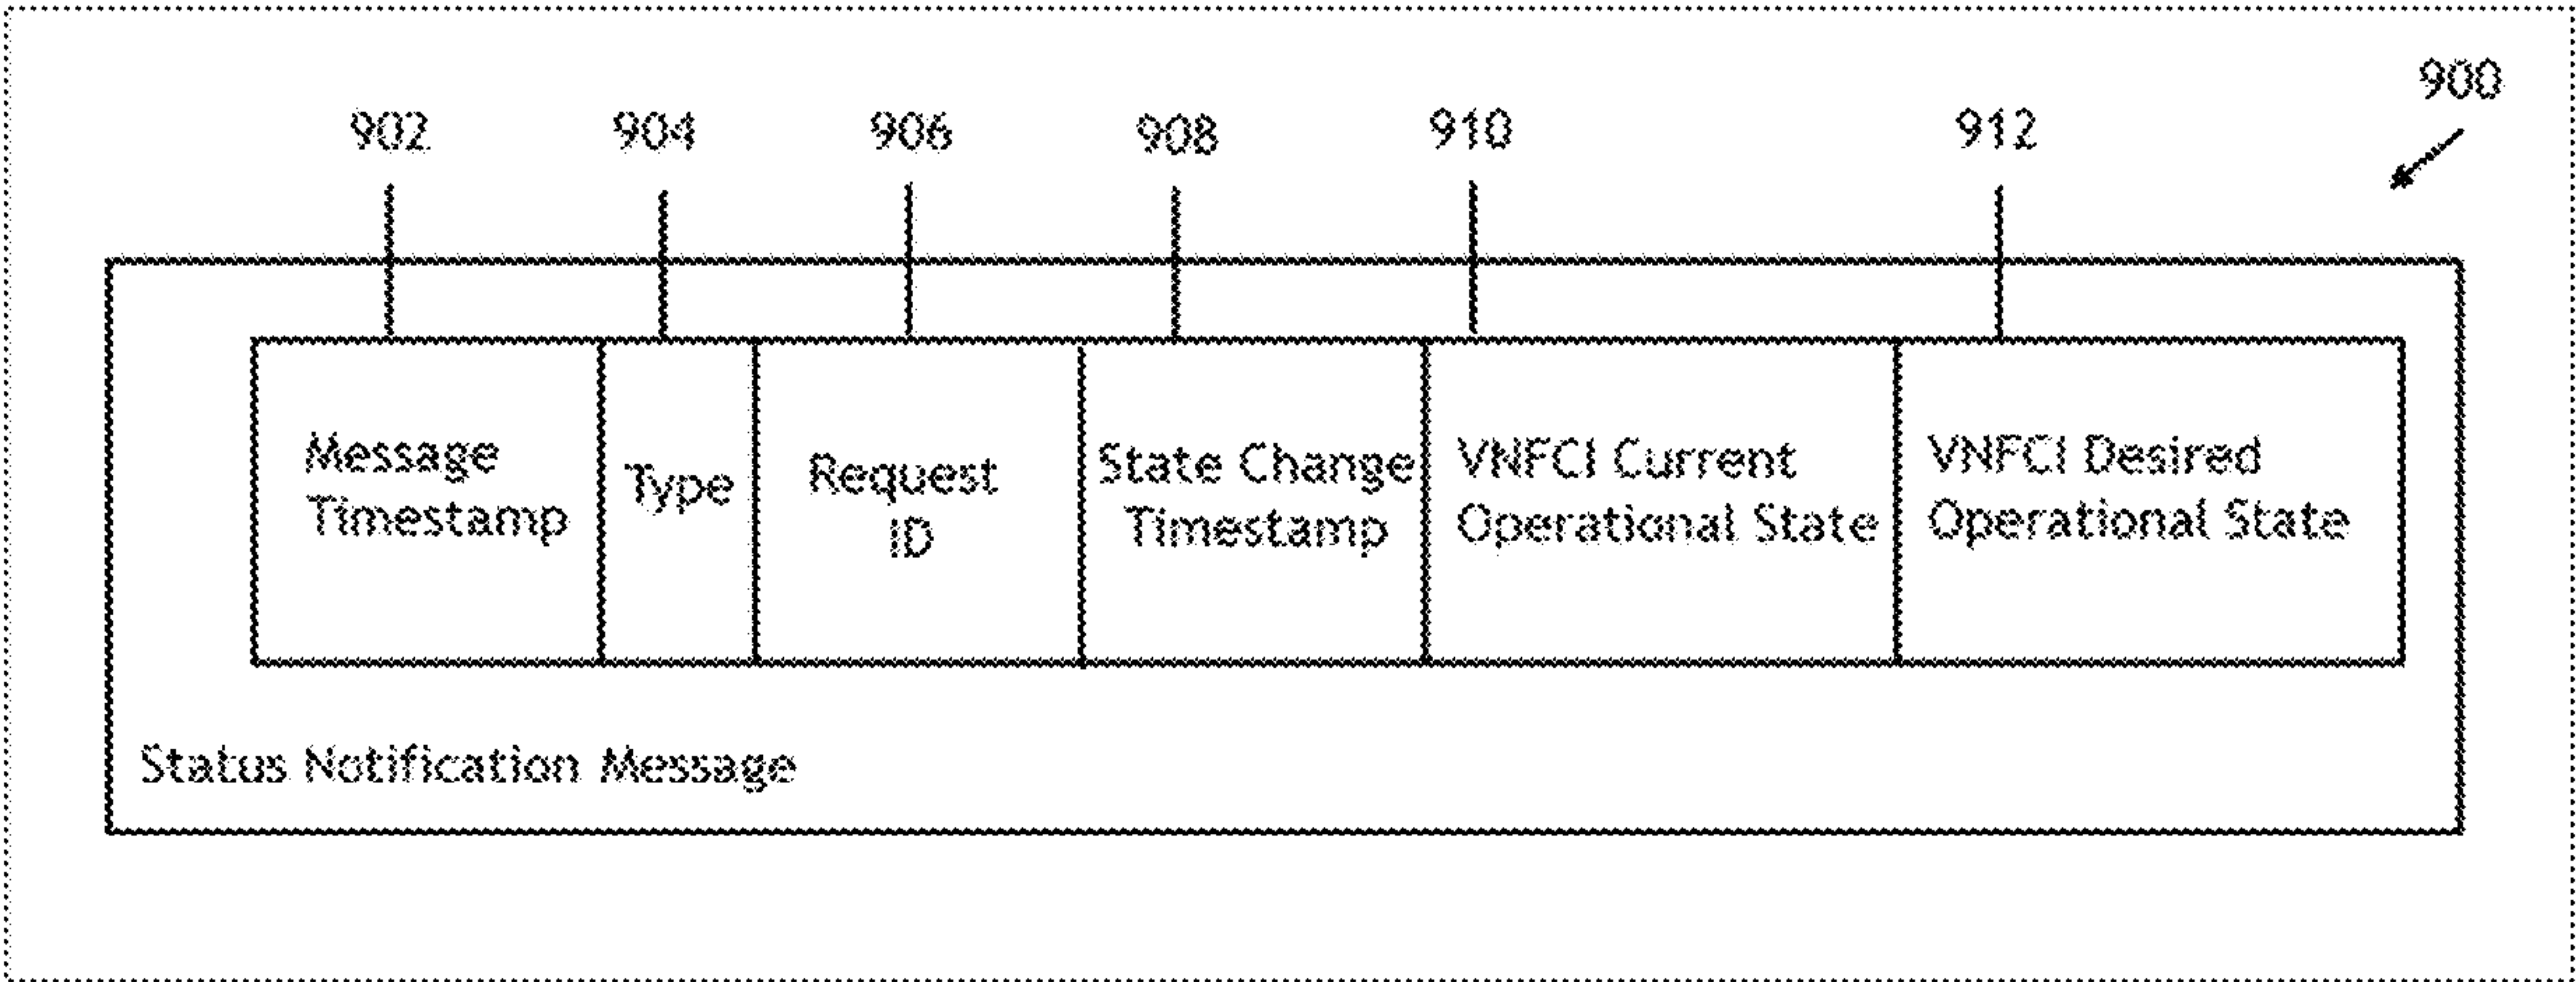 900
902
904
906
908
910
912
Message
Timestamp
Type
Request
ID
State Change
Timestamp
VNFCI Current
Operational State
VNFCI Desired
Operational State
Status Notification Message